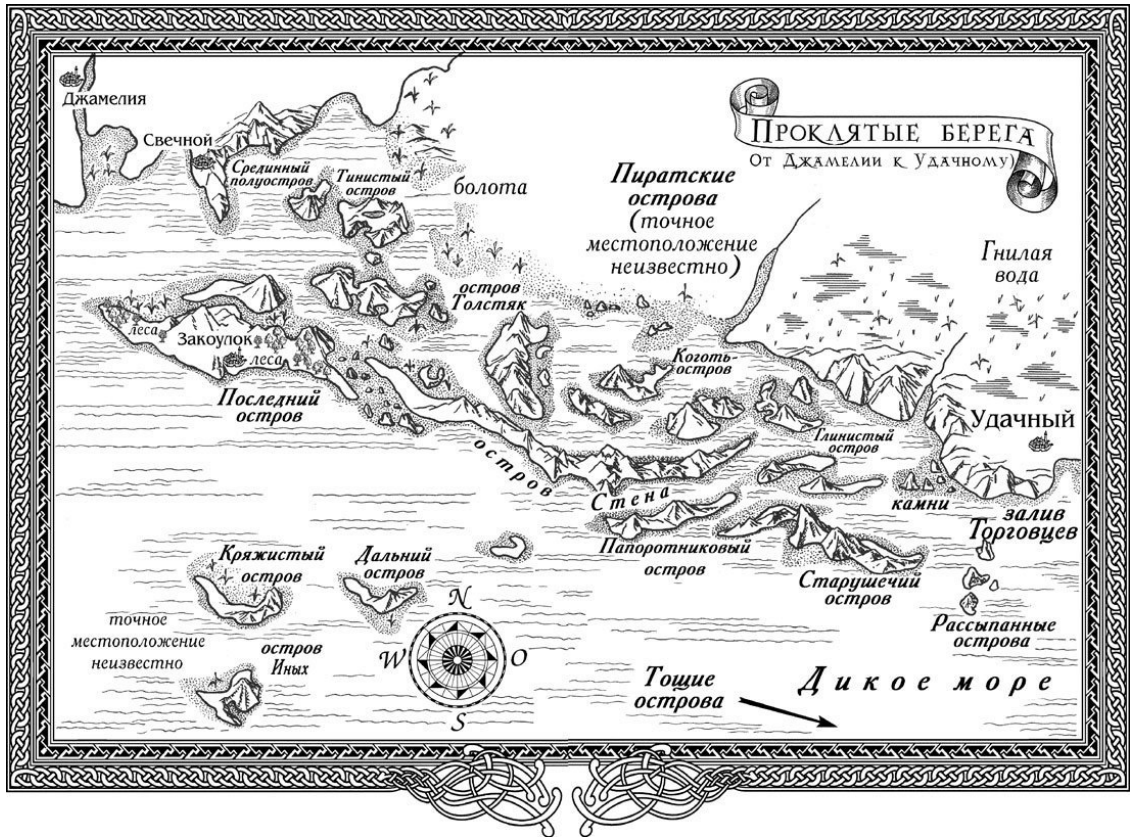 ПРОКЛЯТЫЕ БЕРЕГА
ОТ ДЖАМЕЛИИ К УДАЧНОМУ)
Джамелия
Свечной
Срединный
полуостров
Тинистый
остров
болота
Пиратские
острова
(точное
местоположение
неизвестно)
Гнилая
вода
остров
Толстяк
леса
Закоулок
леса
Последний
остров
Коготь-
остров
Глинистый
остров
Удачный
остров
Стена
камни
залив
Торговцев
Папоротниковый
остров
Старушечий
остров
Рассыпанные
острова
Кряжистый
остров
Дальний
остров
точное
местоположение
неизвестно
остров
Иных
N
W
O
S
Тощие
острова
Дикое море